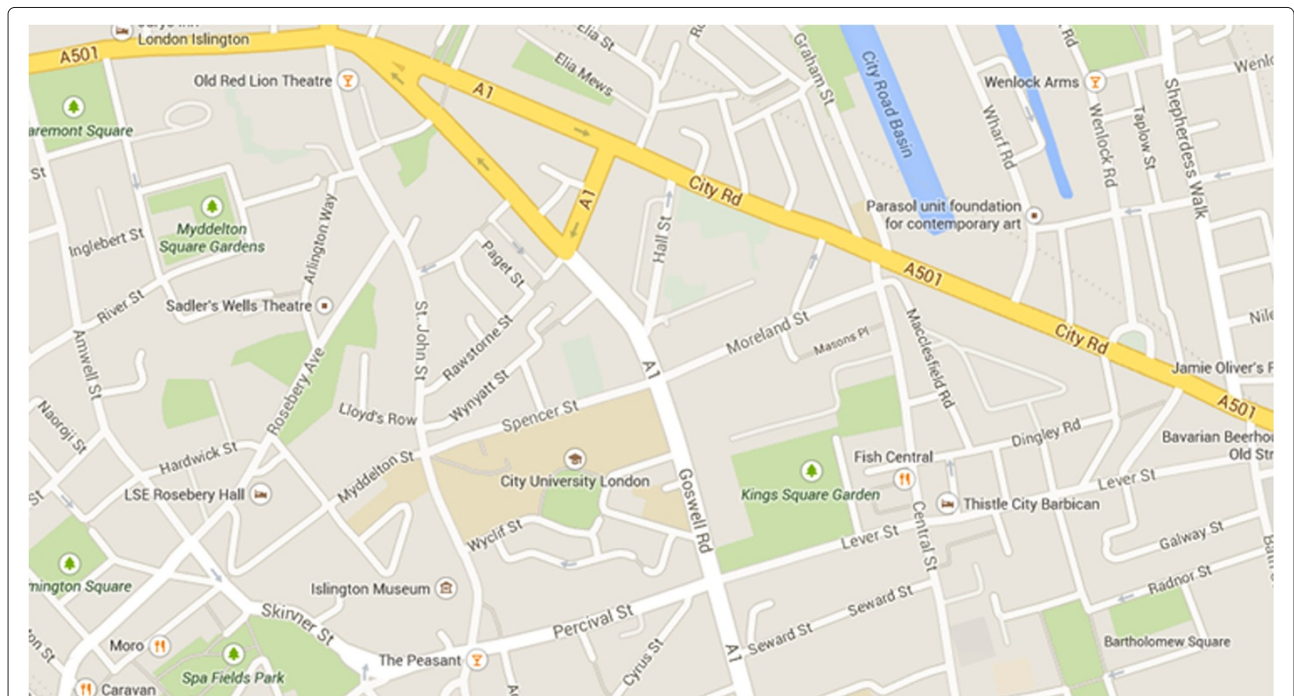 A501
London Islington
Old Red Lion Theatre
A1
Elia St
Elia Mews
Graham St
City Road Basin
Rd
Wenlock Arms
Shepherdess Walk
Wharf Rd
Wenlock Rd
Taplow St
aremont Square
St
Myddelton
Square Gardens
Inglebert St
Arlington Way
Paget St
A1
Hall St
City Rd
Parasol unit foundation
for contemporary art
A501
River St
Sadler's Wells Theatre
St. John St
Rawstorne St
Moreland St
Masons Pl
Macclesfield Rd
City Rd
Nile
Jamie Oliver's F
A501
Amwell St
Rosebery Ave
Lloyd's Row
Wynyatt St
A1
Spencer St
Naoroji St
Hardwick St
Myddelton St
LSE Rosebery Hall
City University London
Goswell Rd
Kings Square Garden
Fish Central
Dingley Rd
Bavarian Beerhou
Old Str
Lever St
Thistle City Barbican
St
Wyclif St
Lever St
Central St
Galway St
Radnor St
mington Square
Islington Museum
Skinner St
Percival St
Seward St
Seward St
Bartholomew Square
Moro
Spa Fields Park
The Peasant
Cyrus St
A1
Caravan